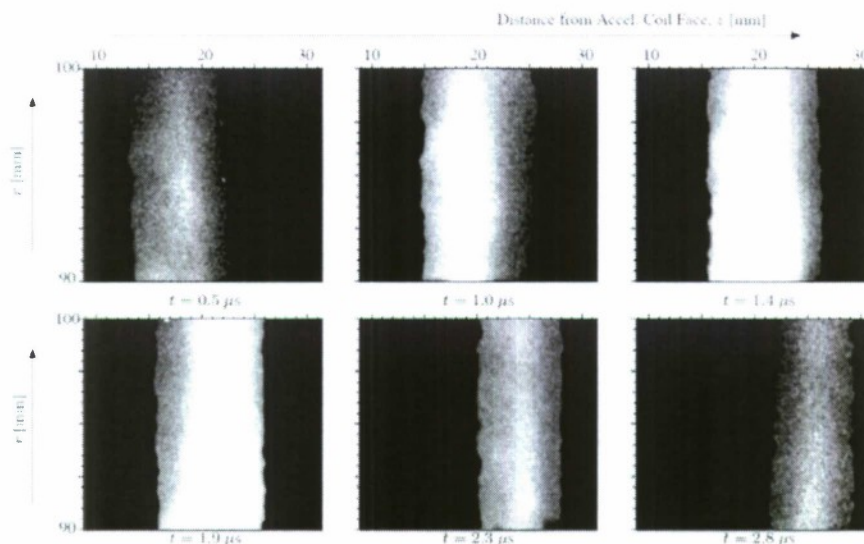 Distance from Accel. Coil Face, z [mm]
10 20 30 10 20 30 10 20 30
100
r [mm]
90
t = 0.5 μs t = 1.0 μs t = 1.4 μs
100
r [mm]
90
t = 1.9 μs t = 2.3 μs t = 2.8 μs